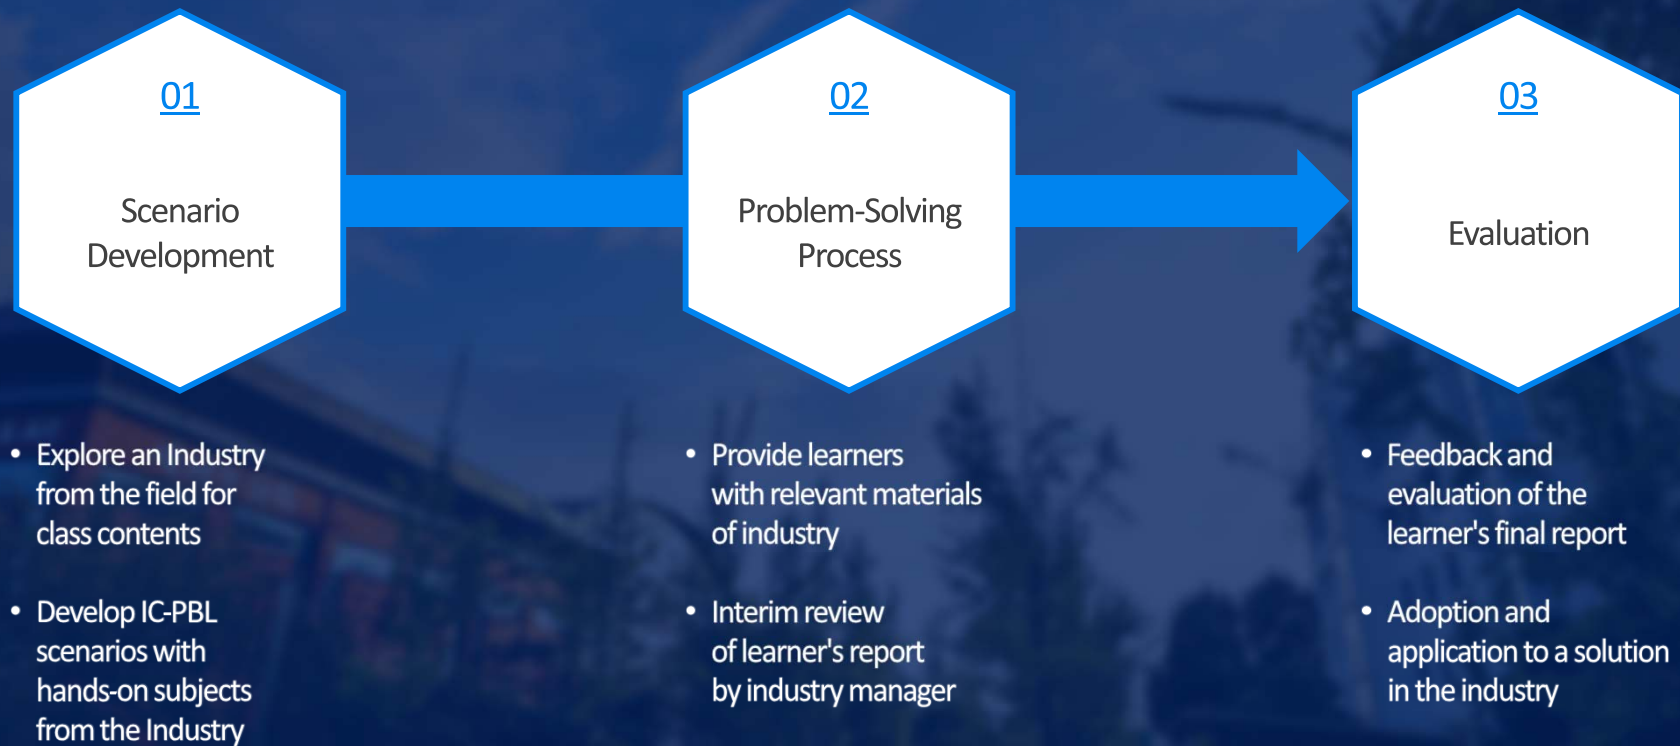 01
Scenario
Development
• Explore an Industry
from the field for
class contents
• Develop IC-PBL
scenarios with
hands-on subjects
from the Industry
02
Problem-Solving
Process
• Provide learners
with relevant materials
of industry
• Interim review
of learner's report
by industry manager
03
Evaluation
• Feedback and
evaluation of the
learner's final report
• Adoption and
application to a solution
in the industry